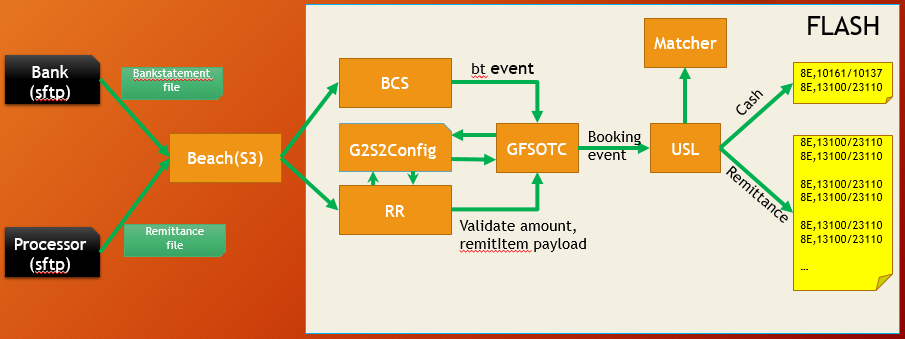 FLASH
Bank
(sftp)
Bankstatement
file
Beach(S3)
Remittance
file
Processor
(sftp)
BCS
bt event
G2S2Config
RR
GFSOTC
Validate amount,
remitItem payload
Booking
event
USL
Matcher
Cash
Remittance
8E,10161/10137
8E,13100/23110
8E,13100/23110
8E,13100/23110
8E,13100/23110
8E,13100/23110
8E,13100/23110
8E,13100/23110
...